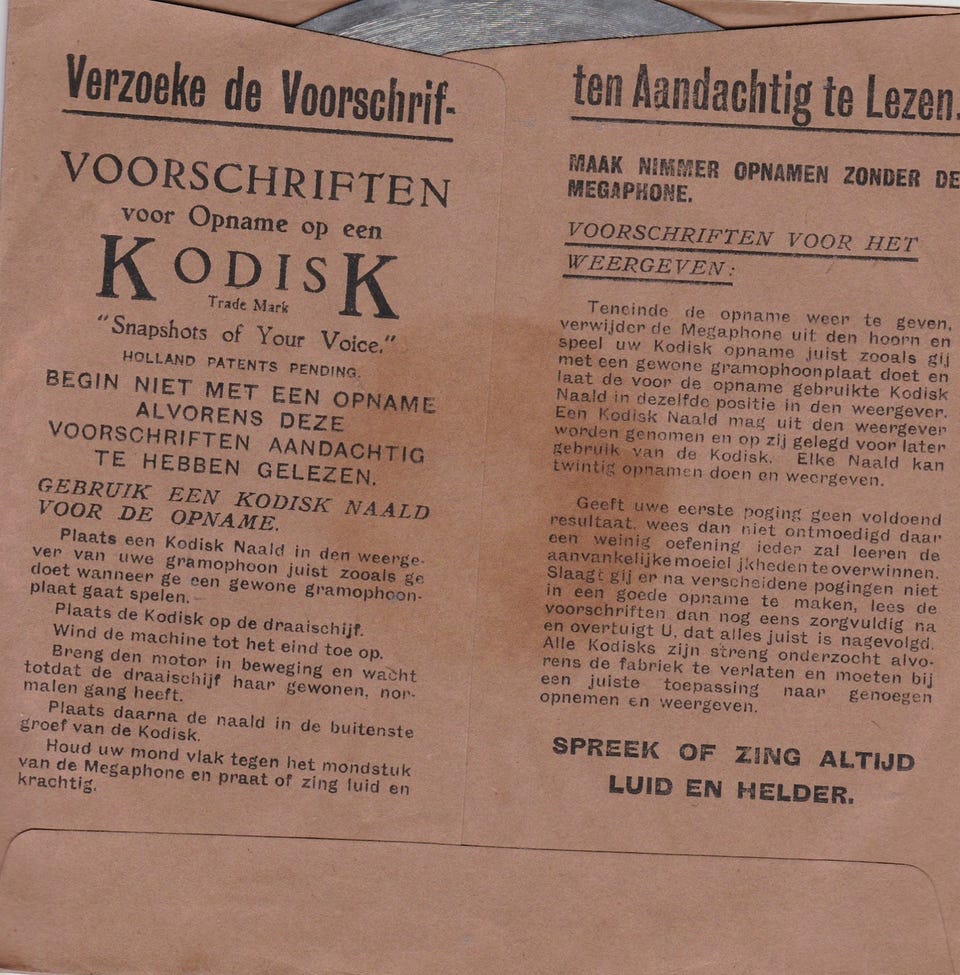 Verzoeke de Voorschrif-
VOORSCHRIFTEN
voor Opname op een
KODISK
Trade Mark
"Snapshots of Your Voice."
HOLLAND PATENTS PENDING.
BEGIN NIET MET EEN OPNAME
ALVORENS DEZE
VOORSCHRIFTEN AANDACHTIG
TE HEBBEN GELEZEN.
GEBRUIK EEN KODISK NAALD
VOOR DE OPNAME.
Plaats een Kodisk Naald in den weerge-
ver van uwe gramophoon juist zooals ge
doet wanneer ge een gewone gramophoon-
plaat gaat spelen.
Plaats de Kodisk op de draaischijf.
Wind de machine tot het eind toe op.
Breng den motor in beweging en wacht
totdat de draaischijf haar gewonen, nor-
malen gang heeft.
Plaats daarna de naald in de buitenste
groef van de Kodisk.
Houd uw mond vlak tegen het mondstuk
van de Megaphone en praat of zing luid en
krachtig.
ten Aandachtig te Lezen.
MAAK NIMMER OPNAMEN ZONDER DE
MEGAPHONE.
VOORSCHRIFTEN VOOR HET
WEERGEVEN:
Teneinde de opname weer te geven,
verwijder de Megaphone uit den hoorn en
speel uw Kodisk opname juist zooals gij
met een gewone gramophoonplaat doet en
laat de voor de opname gebruikte Kodisk
Naald in dezelfde positie in den weergever.
Een Kodisk Naald mag uit den weergever
worden genomen en op zij gelegd voor later
gebruik van de Kodisk. Elke Naald kan
twintig opnamen doen en weergeven.
Geeft uwe eerste poging geen voldoend
resultaat, wees dan niet ontmoedigd daar
een weinig oefening ieder zal leeren de
aanvankelijke moeiel jkheden te overwinnen.
Slaagt gij er na verscheidene pogingen niet
in een goede opname te maken, lees de
voorschriften dan nog eens zorgvuldig na
en overtuigt U, dat alles juist is nagevolgd.
Alle Kodisks zijn streng onderzocht alvo-
rens de fabriek te verlaten en moeten bij
een juiste toepassing naar genoegen
opnemen en weergeven.
SPREEK OF ZING ALTIJD
LUID EN HELDER.